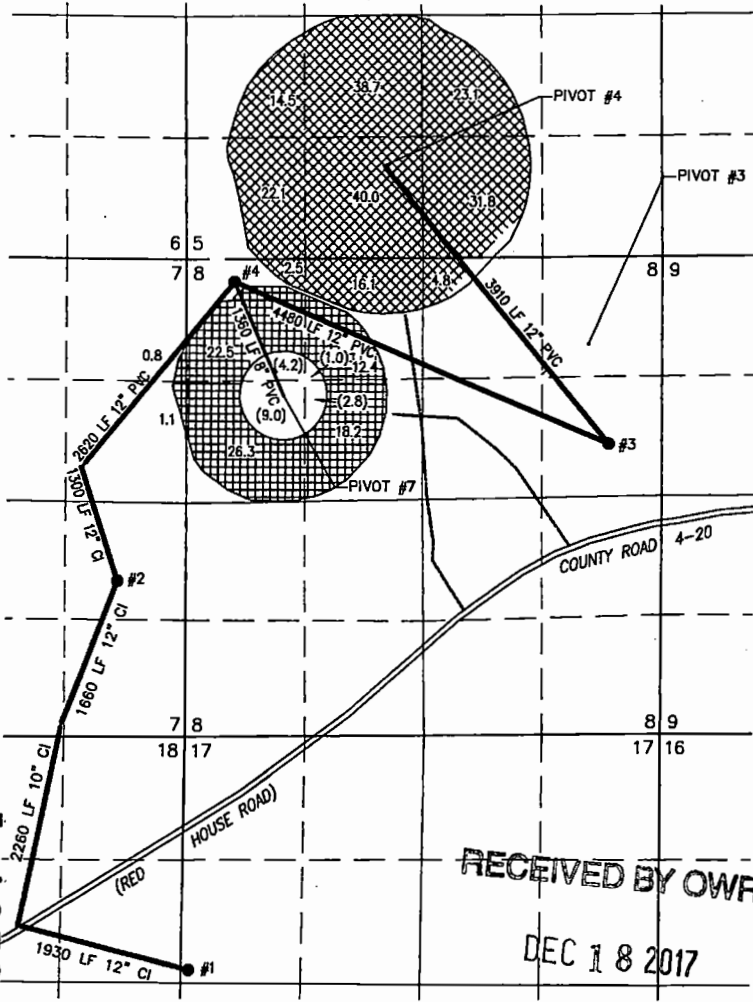 38.7
14.5
23.1
PIVOT #4
PIVOT #3
22.1
40.0
31.8
6 5
7 8
8 9
2.5
16.1
4.8
#4
3910 LF 12" PVC
4480 LF 12" PVC
1360 LF 8" PVC
0.8
22.5
(4.2)
(1.0)
12.4
2620 LF 12" PVC
(9.0)
(2.8)
1.1
18.2
26.3
#3
PIVOT #7
1300 LF 12" CI
COUNTY ROAD 4-20
#2
1660 LF 12" CI
7 8
18 17
8 9
17 16
2260 LF 10" CI
(RED HOUSE ROAD)
RECEIVED BY OWR
DEC 18 2017
1930 LF 12" CI
#1